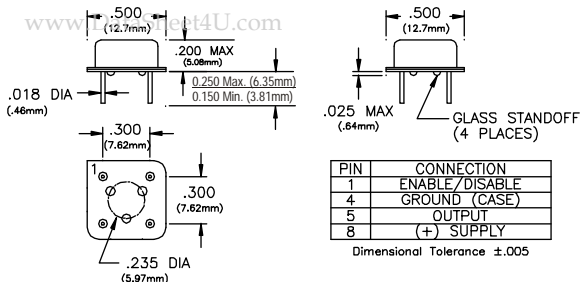 www.DataSheet4U.com
.500
(12.7mm)
.200 MAX
(5.08mm)
0.250 Max. (6.35mm)
0.150 Min. (3.81mm)
.018 DIA
(.46mm)
.300
(7.62mm)
1
.300
(7.62mm)
.235 DIA
(5.97mm)
.500
(12.7mm)
.025 MAX
(.64mm)
GLASS STANDOFF
(4 PLACES)
PIN CONNECTION
1 ENABLE/DISABLE
4 GROUND (CASE)
5 OUTPUT
8 (+) SUPPLY
Dimensional Tolerance ±.005